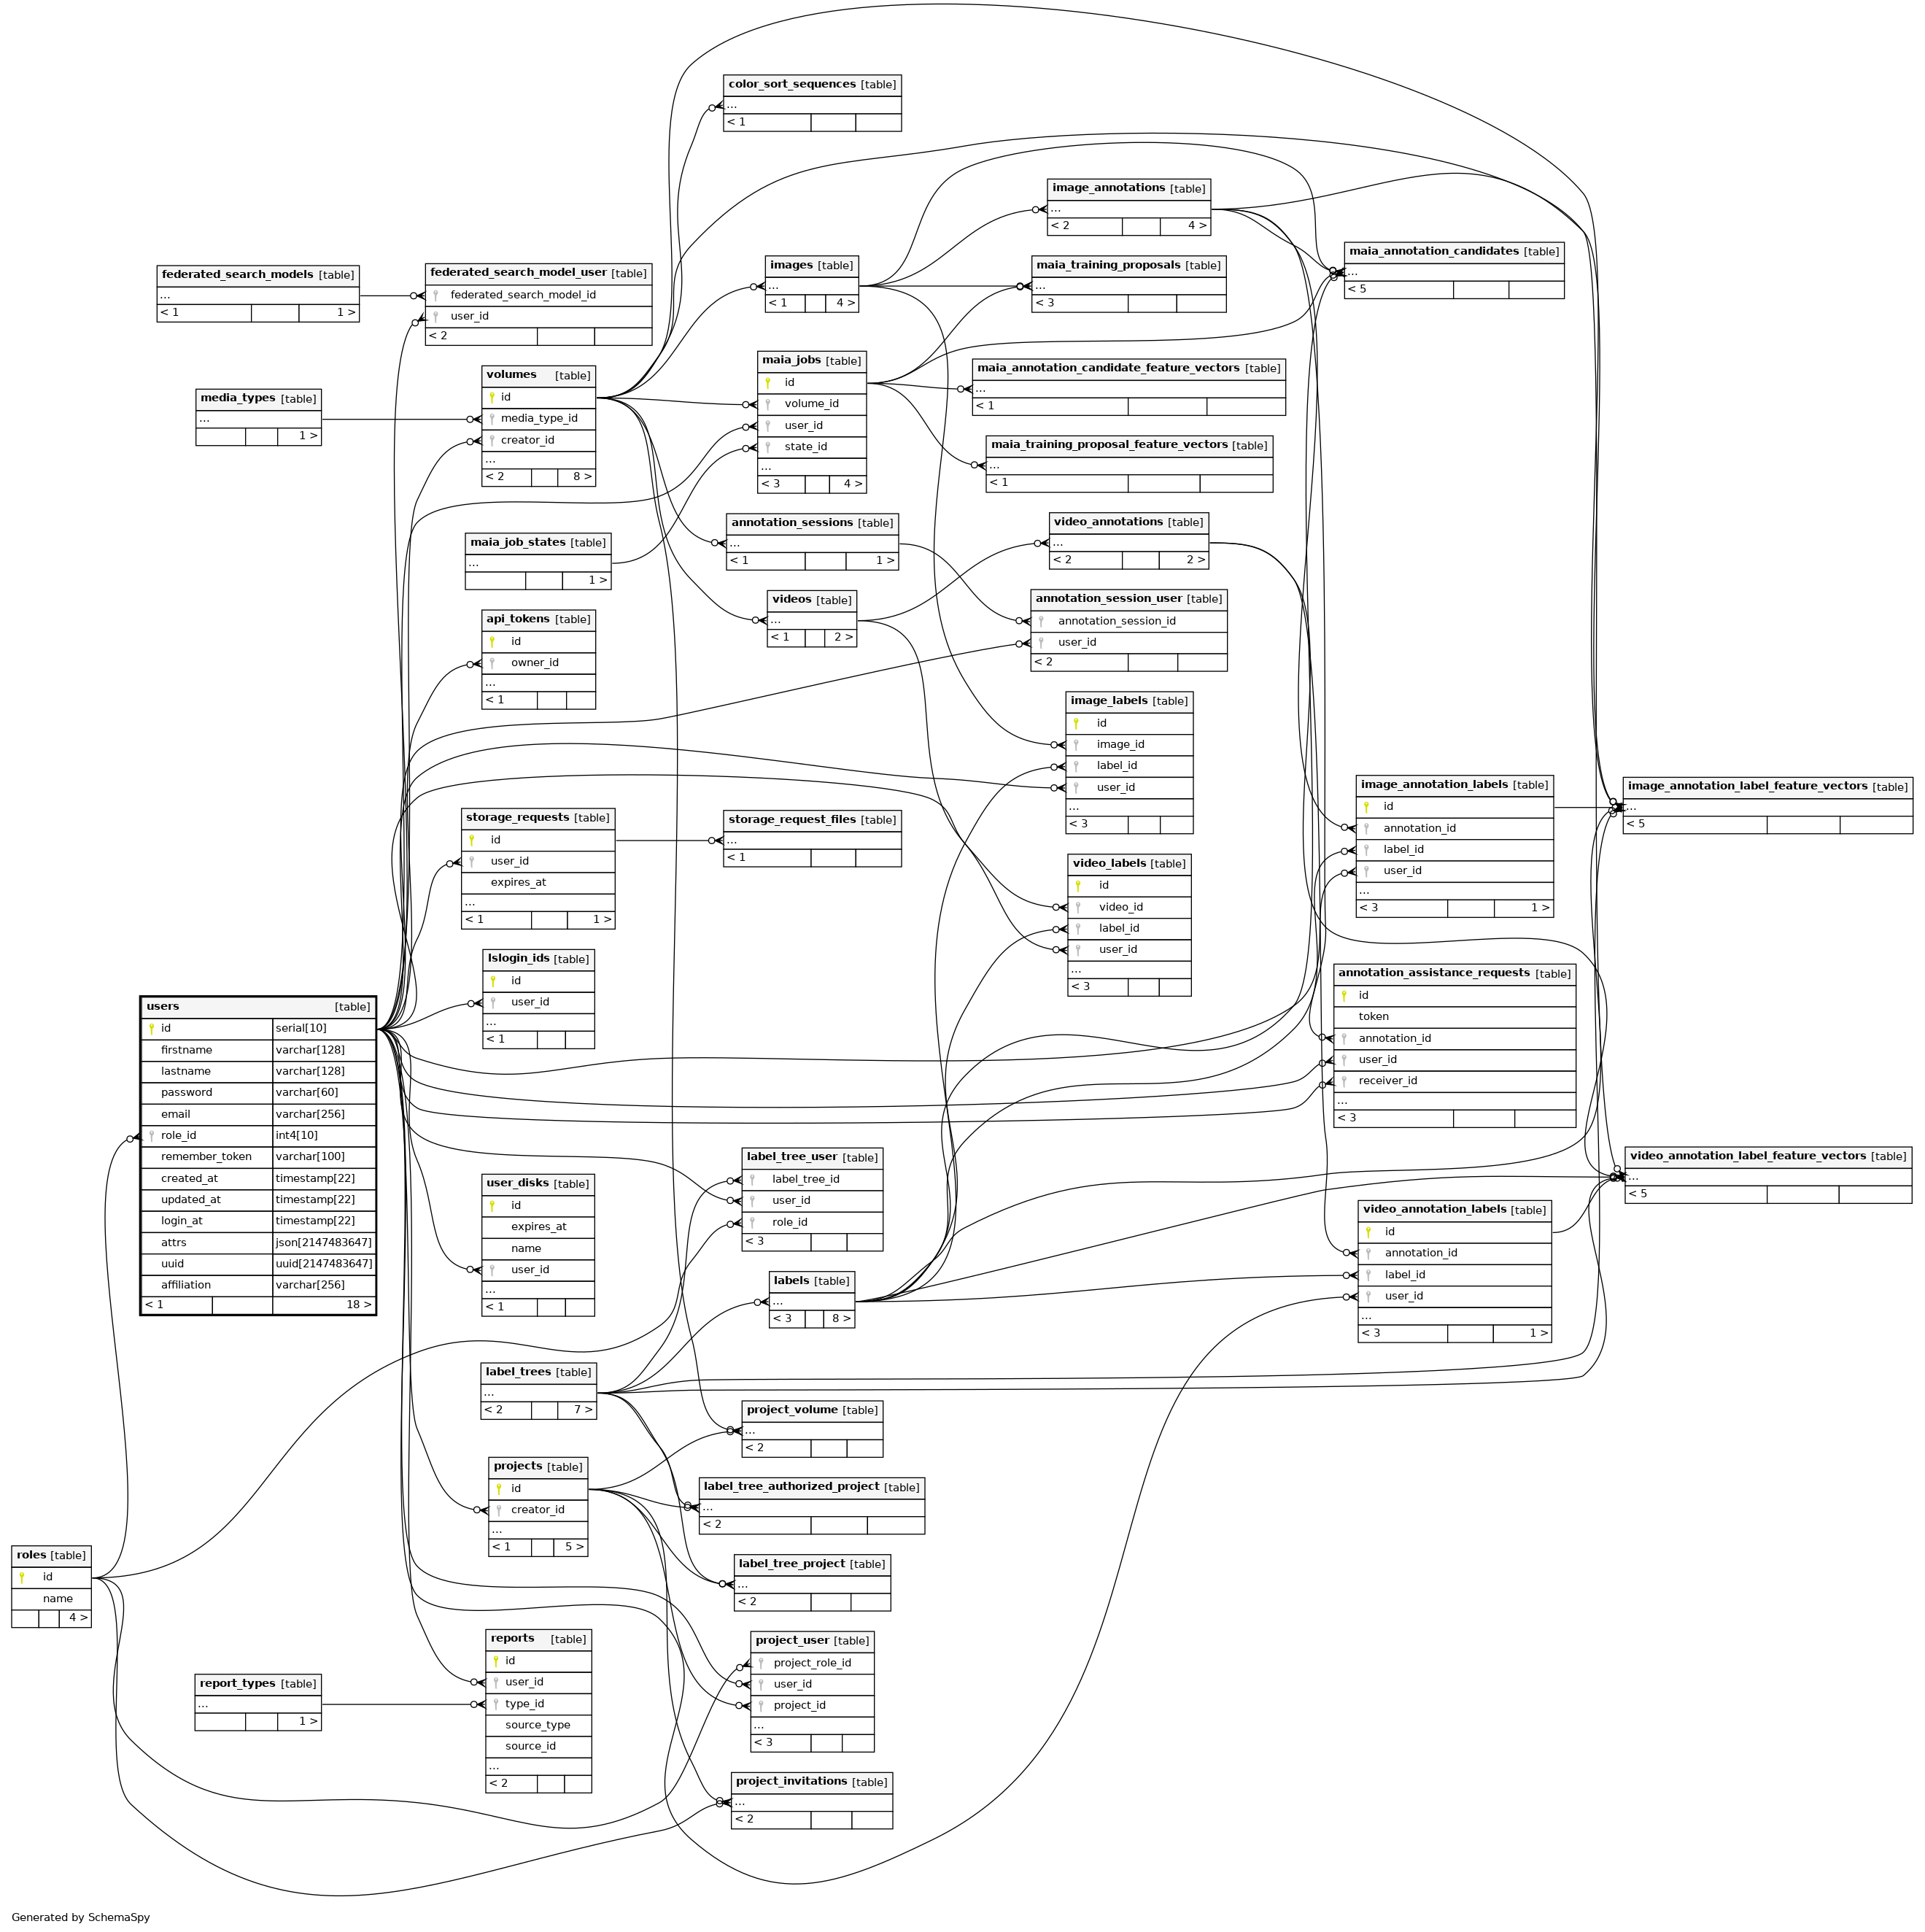 color_sort_sequences [table]
...
< 1
image_annotations [table]
...
< 2 4 >
maia_annotation_candidates [table]
...
< 5
images [table]
...
< 1 4 >
maia_training_proposals [table]
...
< 3
federated_search_models [table]
...
< 1 1 >
federated_search_model_user [table]
federated_search_model_id
user_id
< 2
volumes [table]
id
media_type_id
creator_id
...
< 2 8 >
maia_jobs [table]
id
volume_id
user_id
state_id
...
< 3 4 >
maia_annotation_candidate_feature_vectors [table]
...
< 1
media_types [table]
...
1 >
maia_training_proposal_feature_vectors [table]
...
< 1
maia_job_states [table]
...
1 >
annotation_sessions [table]
...
< 1 1 >
video_annotations [table]
...
< 2 2 >
videos [table]
...
< 1 2 >
annotation_session_user [table]
annotation_session_id
user_id
< 2
api_tokens [table]
id
owner_id
...
< 1
image_labels [table]
id
image_id
label_id
user_id
...
< 3
image_annotation_labels [table]
id
annotation_id
label_id
user_id
...
< 3 1 >
image_annotation_label_feature_vectors [table]
...
< 5
storage_requests [table]
id
user_id
expires_at
...
< 1 1 >
storage_request_files [table]
...
< 1
video_labels [table]
id
video_id
label_id
user_id
...
< 3
lslogin_ids [table]
id
user_id
...
< 1
annotation_assistance_requests [table]
id
token
annotation_id
user_id
receiver_id
...
< 3
users [table]
id serial[10]
firstname varchar[128]
lastname varchar[128]
password varchar[60]
email varchar[256]
role_id int4[10]
remember_token varchar[100]
created_at timestamp[22]
updated_at timestamp[22]
login_at timestamp[22]
attrs json[2147483647]
uuid uuid[2147483647]
affiliation varchar[256]
< 1 18 >
label_tree_user [table]
label_tree_id
user_id
role_id
< 3
video_annotation_label_feature_vectors [table]
...
< 5
user_disks [table]
id
expires_at
name
user_id
...
< 1
video_annotation_labels [table]
id
annotation_id
label_id
user_id
...
< 3 1 >
labels [table]
...
< 3 8 >
label_trees [table]
...
< 2 7 >
project_volume [table]
...
< 2
projects [table]
id
creator_id
...
< 1 5 >
label_tree_authorized_project [table]
...
< 2
roles [table]
id
name
4 >
label_tree_project [table]
...
< 2
reports [table]
id
user_id
type_id
source_type
source_id
...
< 2
project_user [table]
project_role_id
user_id
project_id
...
< 3
report_types [table]
...
1 >
project_invitations [table]
...
< 2
Generated by SchemaSpy